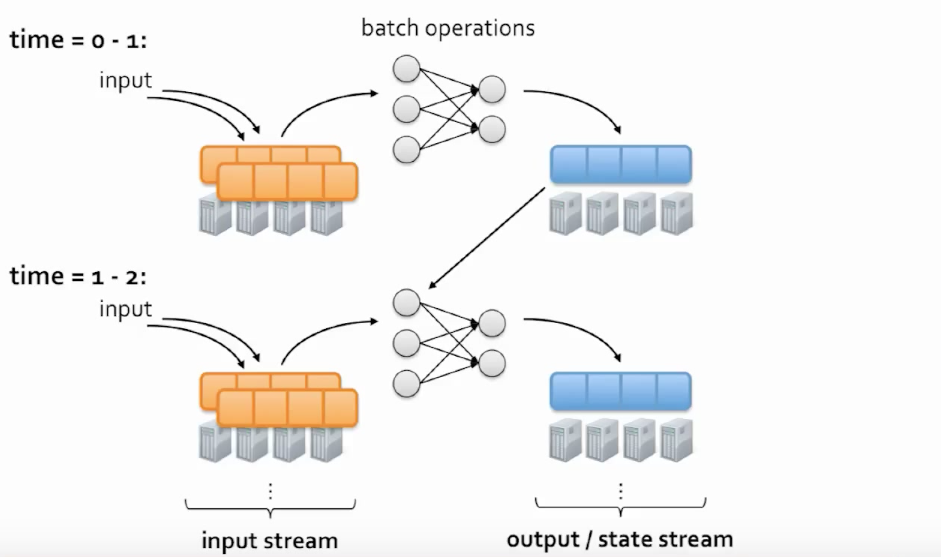 batch operations
time = 0 - 1:
input
time = 1 - 2:
input
input stream
output / state stream